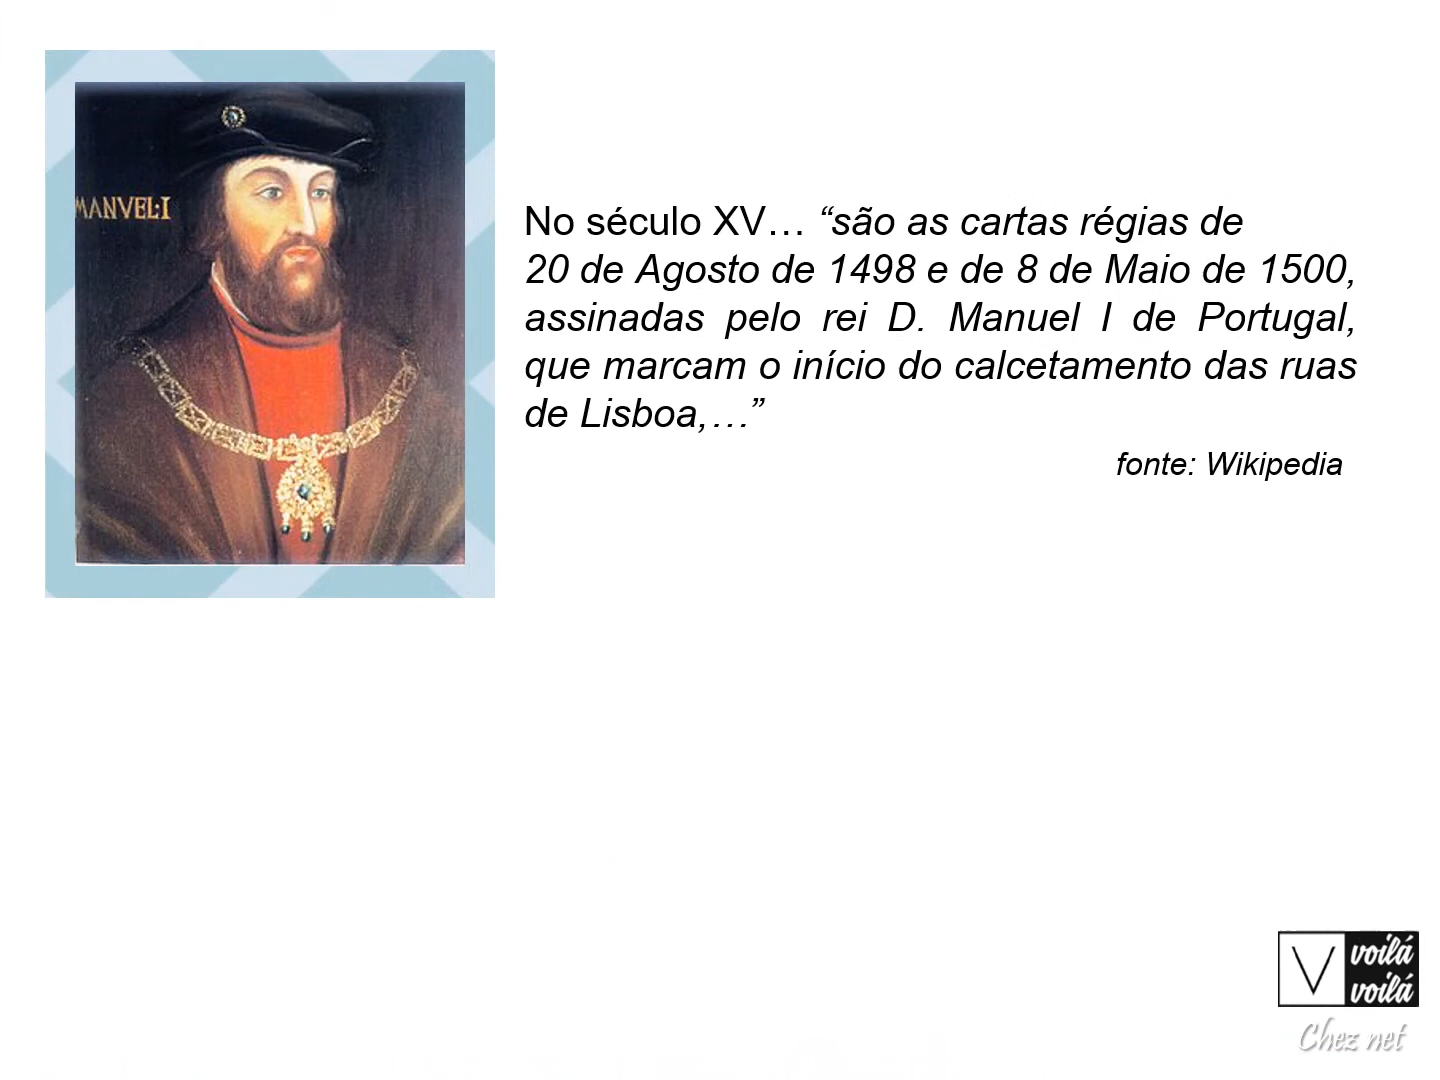 MANVEL·I
No século XV… “são as cartas régias de
20 de Agosto de 1498 e de 8 de Maio de 1500,
assinadas pelo rei D. Manuel I de Portugal,
que marcam o início do calcetamento das ruas
de Lisboa,…”
fonte: Wikipedia
V voilá
voilá
Chez net